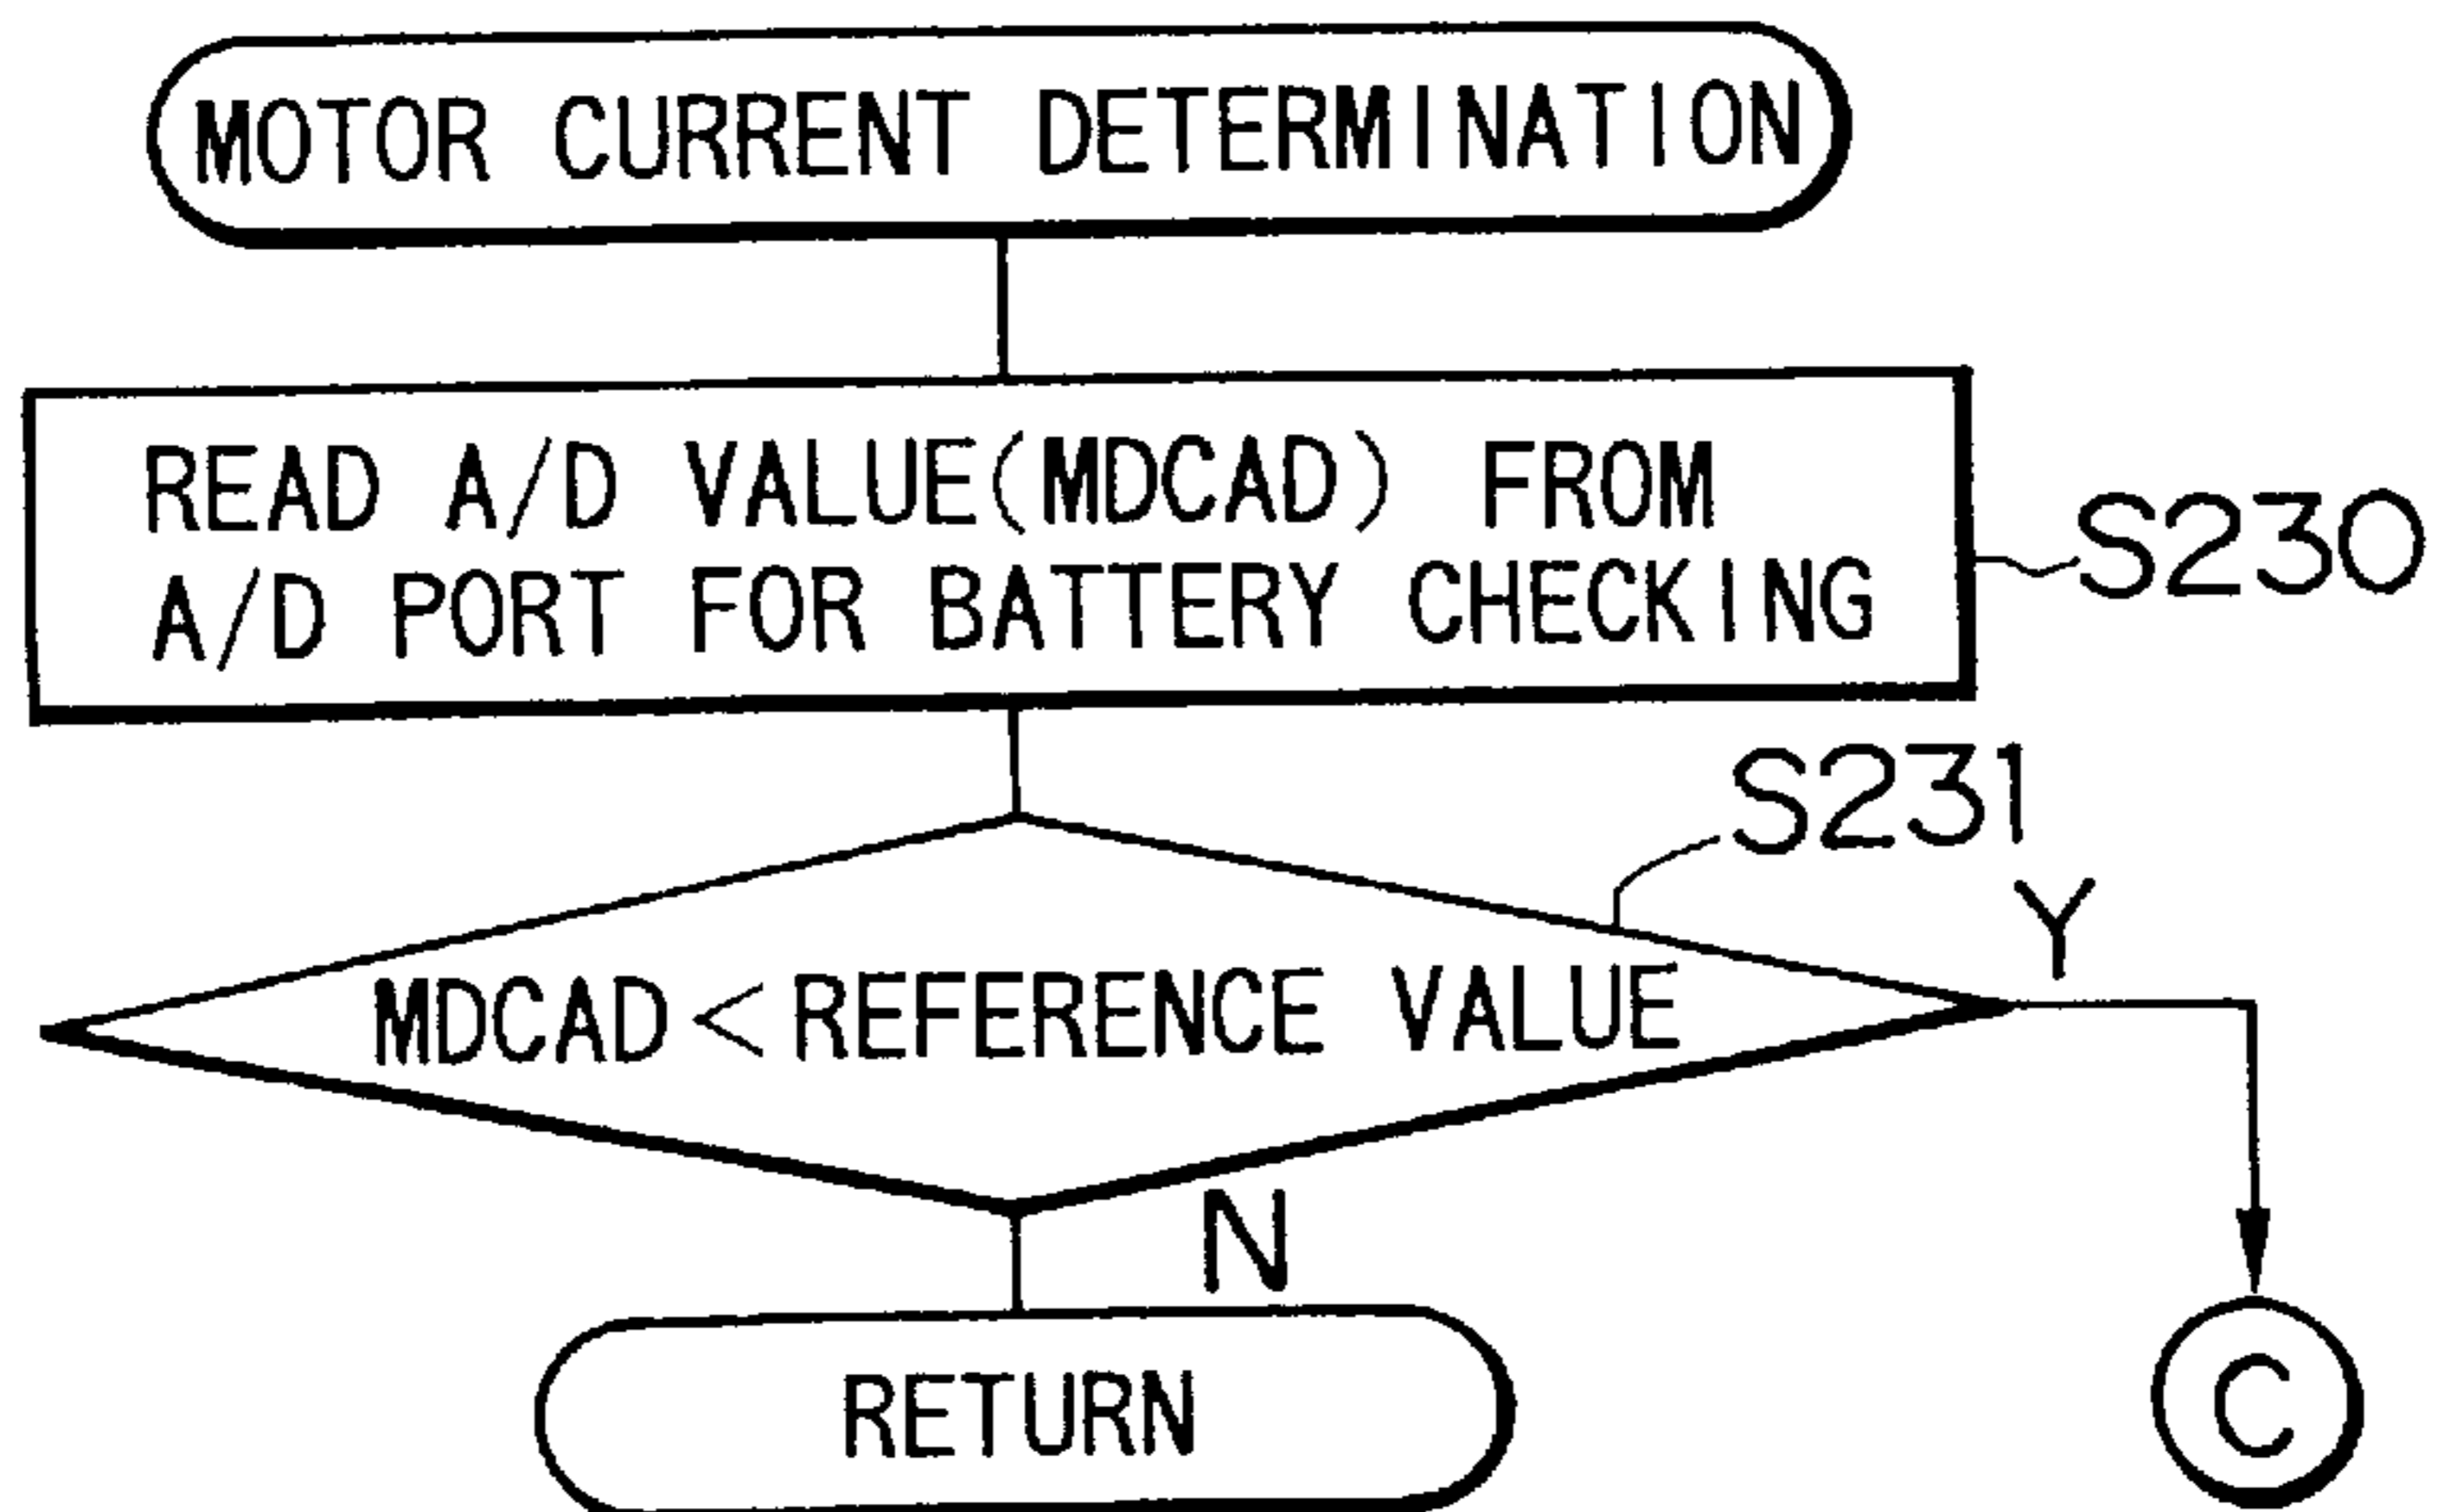 MOTOR CURRENT DETERMINATION
READ A/D VALUE(MDCAD) FROM
A/D PORT FOR BATTERY CHECKING
S230
S231
Y
MDCAD<REFERENCE VALUE
N
RETURN
C